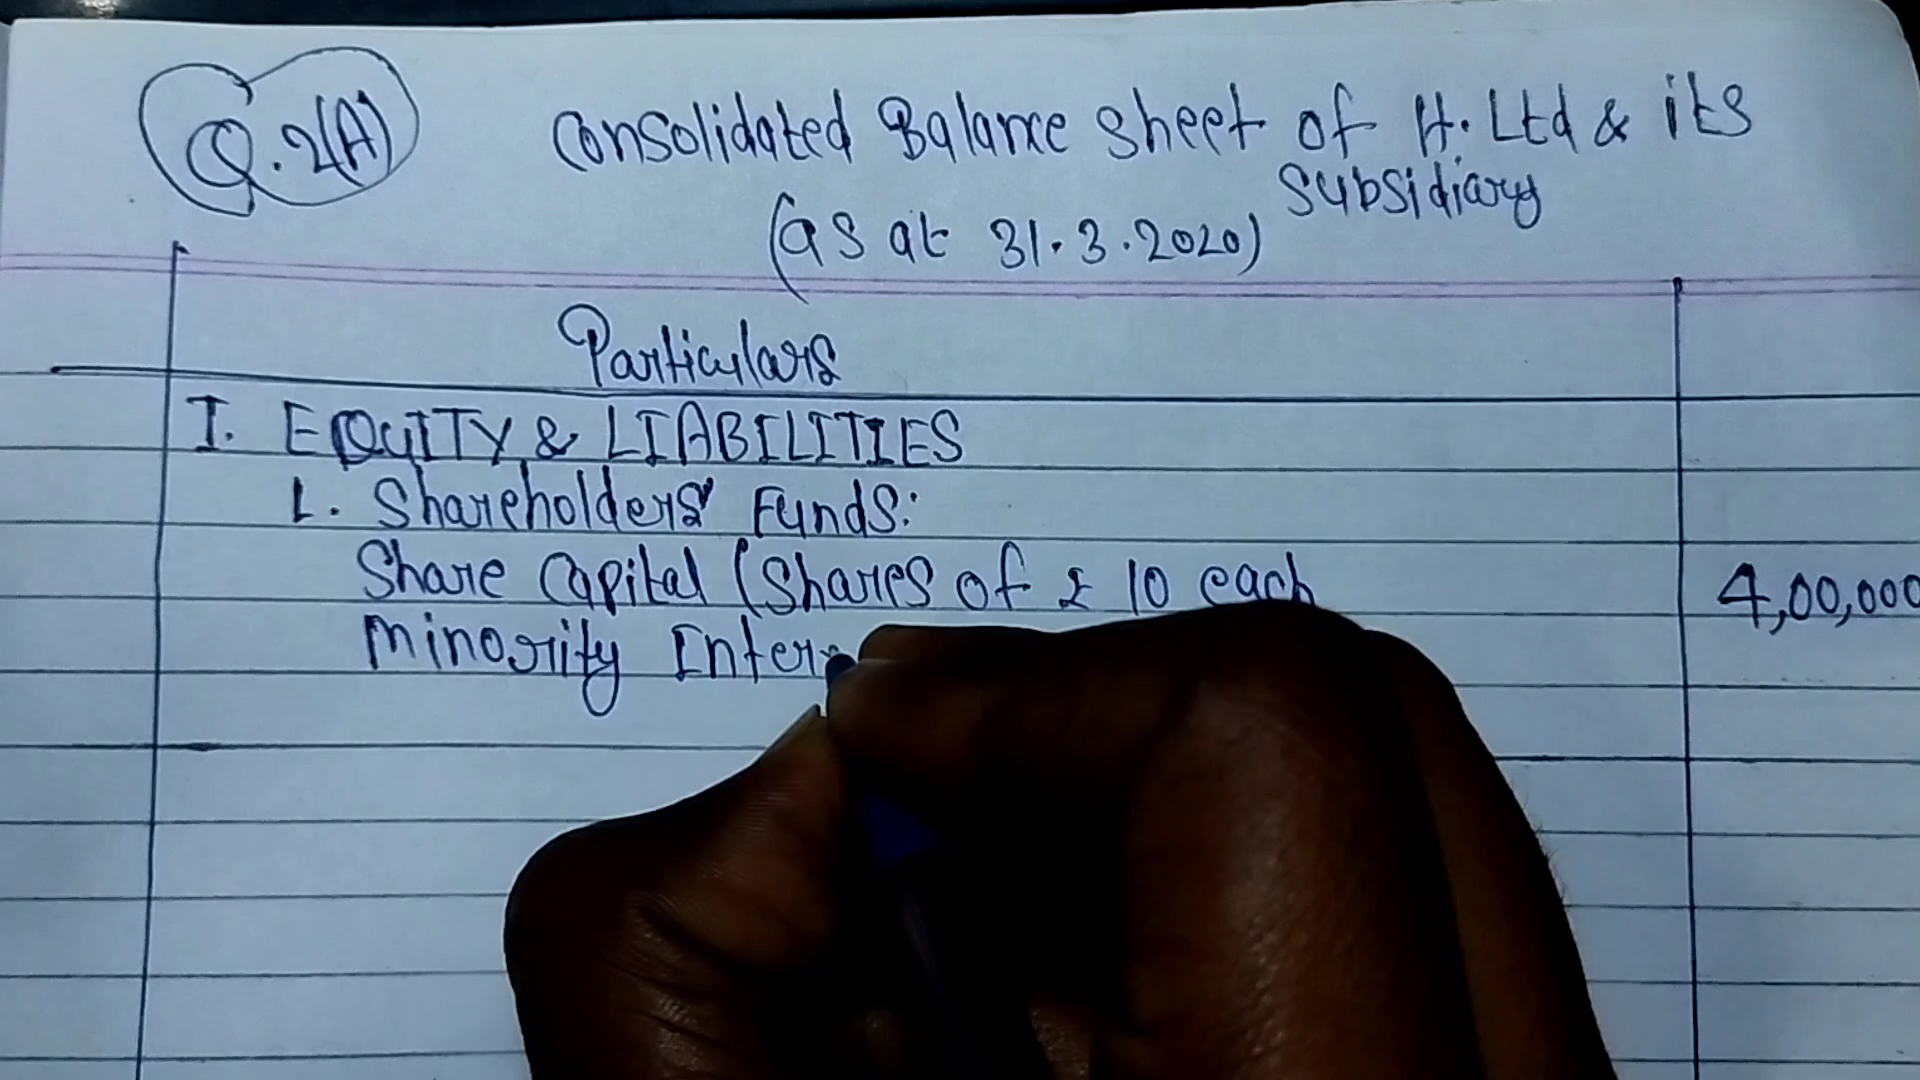 Q.2(A)
Consolidated Balance Sheet of H.Ltd & its
Subsidiary
(as at 31.3.2020)
Particulars
I. EQUITY & LIABILITIES
1. Shareholders' Funds:
Share Capital (Shares of ₹ 10 each 4,00,000
Minority Inter